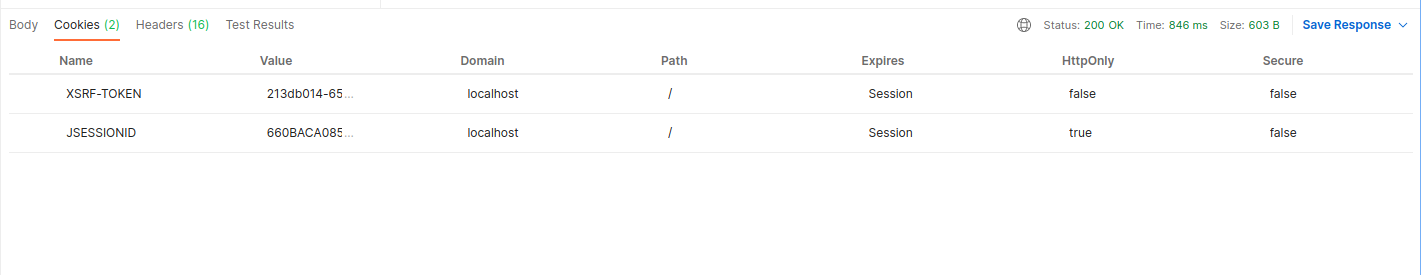 Body Cookies (2) Headers (16) Test Results Status: 200 OK Time: 846 ms Size: 603 B Save Response
Name Value Domain Path Expires HttpOnly Secure
XSRF-TOKEN 213db014-65... localhost / Session false false
JSESSIONID 660BACA085... localhost / Session true false